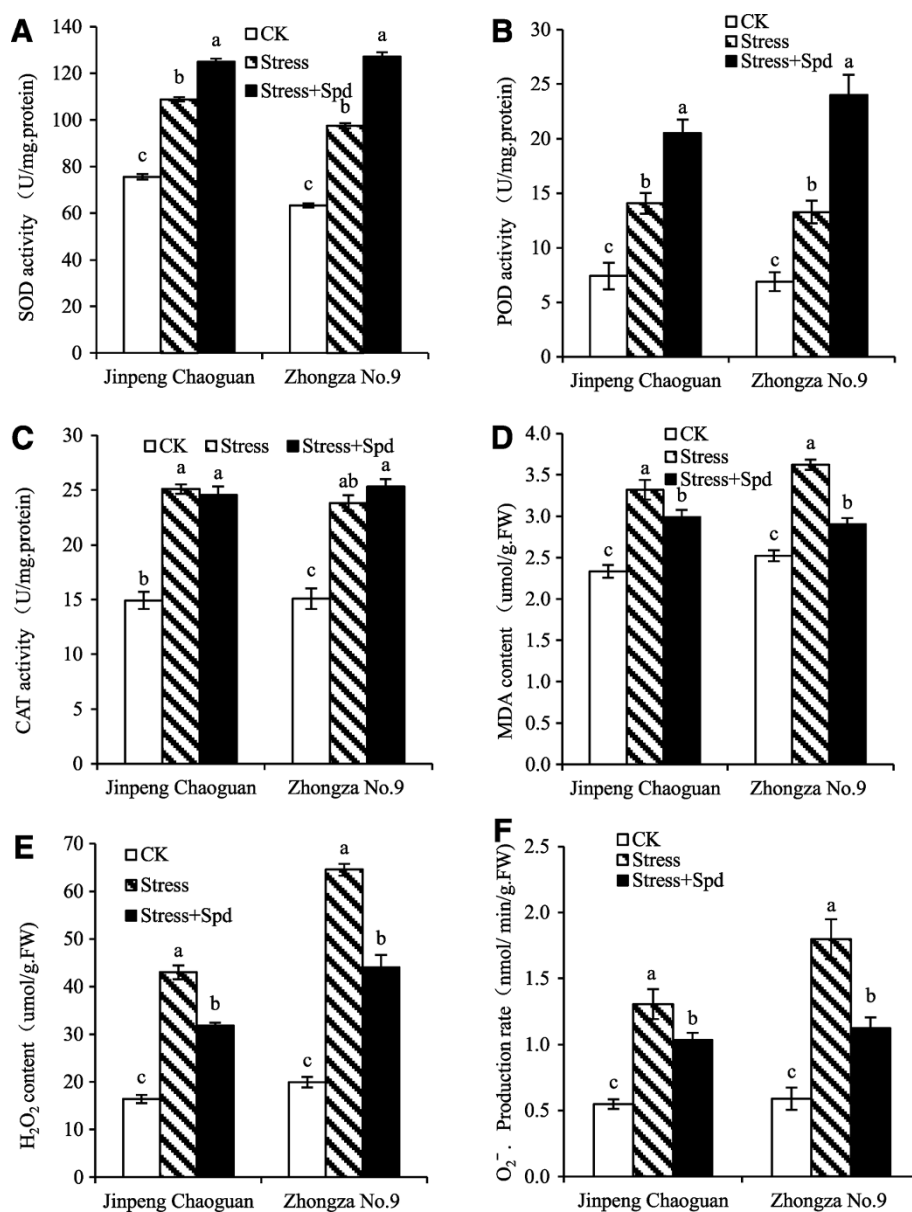 A
SOD activity（U/mg.protein）
140
120
100
80
60
40
20
0
CK
Stress
Stress+Spd
c
b
a
c
b
a
Jinpeng Chaoguan
Zhongza No.9
B
POD activity（U/mg.protein）
30
25
20
15
10
5
0
CK
Stress
Stress+Spd
c
b
a
c
b
a
Jinpeng Chaoguan
Zhongza No.9
C
CAT activity（U/mg.protein）
30
25
20
15
10
5
0
CK
Stress
Stress+Spd
b
a
a
c
ab
a
Jinpeng Chaoguan
Zhongza No.9
D
MDA content（umol/g.FW）
4.0
3.5
3.0
2.5
2.0
1.5
1.0
0.5
0.0
CK
Stress
Stress+Spd
c
a
b
c
a
b
Jinpeng Chaoguan
Zhongza No.9
E
H₂O₂ content（umol/g.FW)
70
60
50
40
30
20
10
0
CK
Stress
Stress+Spd
c
a
b
c
a
b
Jinpeng Chaoguan
Zhongza No.9
F
O₂⁻. Production rate（nmol/ min/g.FW)
2.5
2.0
1.5
1.0
0.5
0.0
CK
Stress
Stress+Spd
c
a
b
c
a
b
Jinpeng Chaoguan
Zhongza No.9